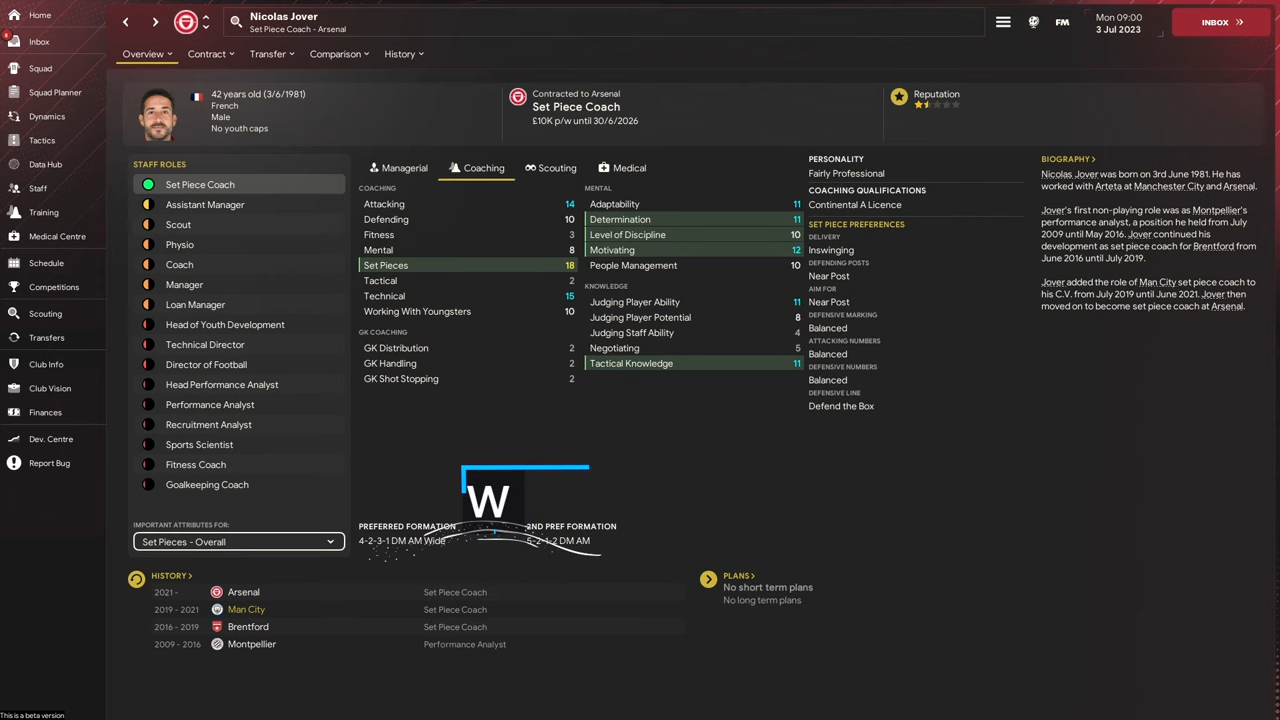 Home
Inbox
Squad
Squad Planner
Dynamics
Tactics
Data Hub
Staff
Training
Medical Centre
Schedule
Competitions
Scouting
Transfers
Club Info
Club Vision
Finances
Dev. Centre
Report Bug
This is a beta version
Nicolas Jover
Set Piece Coach - Arsenal
FM
Mon 09:00
3 Jul 2023
INBOX
Overview
Contract
Transfer
Comparison
History
42 years old (3/6/1981)
French
Male
No youth caps
Contracted to Arsenal
Set Piece Coach
£10K p/w until 30/6/2026
Reputation
STAFF ROLES
Set Piece Coach
Assistant Manager
Scout
Physio
Coach
Manager
Loan Manager
Head of Youth Development
Technical Director
Director of Football
Head Performance Analyst
Performance Analyst
Recruitment Analyst
Sports Scientist
Fitness Coach
Goalkeeping Coach
IMPORTANT ATTRIBUTES FOR:
Set Pieces - Overall
Managerial
Coaching
Scouting
Medical
COACHING
Attacking 14
Defending 10
Fitness 3
Mental 8
Set Pieces 18
Tactical 2
Technical 15
Working With Youngsters 10
GK COACHING
GK Distribution 2
GK Handling 2
GK Shot Stopping 2
MENTAL
Adaptability 11
Determination 11
Level of Discipline 10
Motivating 12
People Management 10
KNOWLEDGE
Judging Player Ability 11
Judging Player Potential 8
Judging Staff Ability 4
Negotiating 5
Tactical Knowledge 11
W
PREFERRED FORMATION
4-2-3-1 DM AM Wide
2ND PREF FORMATION
5-2-1-2 DM AM
PERSONALITY
Fairly Professional
COACHING QUALIFICATIONS
Continental A Licence
SET PIECE PREFERENCES
DELIVERY
Inswinging
DEFENDING POSTS
Near Post
AIM FOR
Near Post
DEFENSIVE MARKING
Balanced
ATTACKING NUMBERS
Balanced
DEFENSIVE NUMBERS
Balanced
DEFENSIVE LINE
Defend the Box
BIOGRAPHY >
Nicolas Jover was born on 3rd June 1981. He has
worked with Arteta at Manchester City and Arsenal.
Jover's first non-playing role was as Montpellier's
performance analyst, a position he held from July
2009 until May 2016. Jover continued his
development as set piece coach for Brentford from
June 2016 until July 2019.
Jover added the role of Man City set piece coach to
his C.V. from July 2019 until June 2021. Jover then
moved on to become set piece coach at Arsenal.
HISTORY >
2021 - Arsenal Set Piece Coach
2019 - 2021 Man City Set Piece Coach
2016 - 2019 Brentford Set Piece Coach
2009 - 2016 Montpellier Performance Analyst
PLANS >
No short term plans
No long term plans